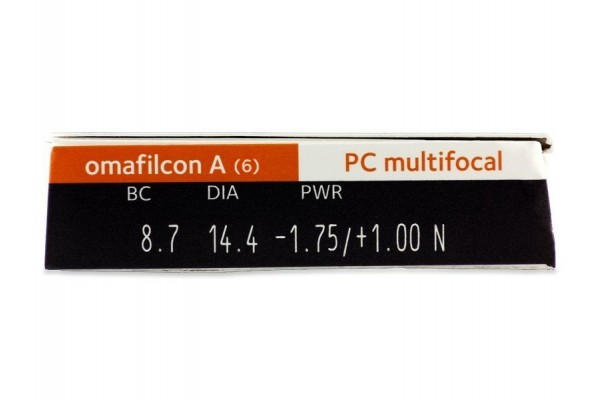 omafilcon A (6) PC multifocal
BC DIA PWR
8.7 14.4 -1.75/+1.00 N